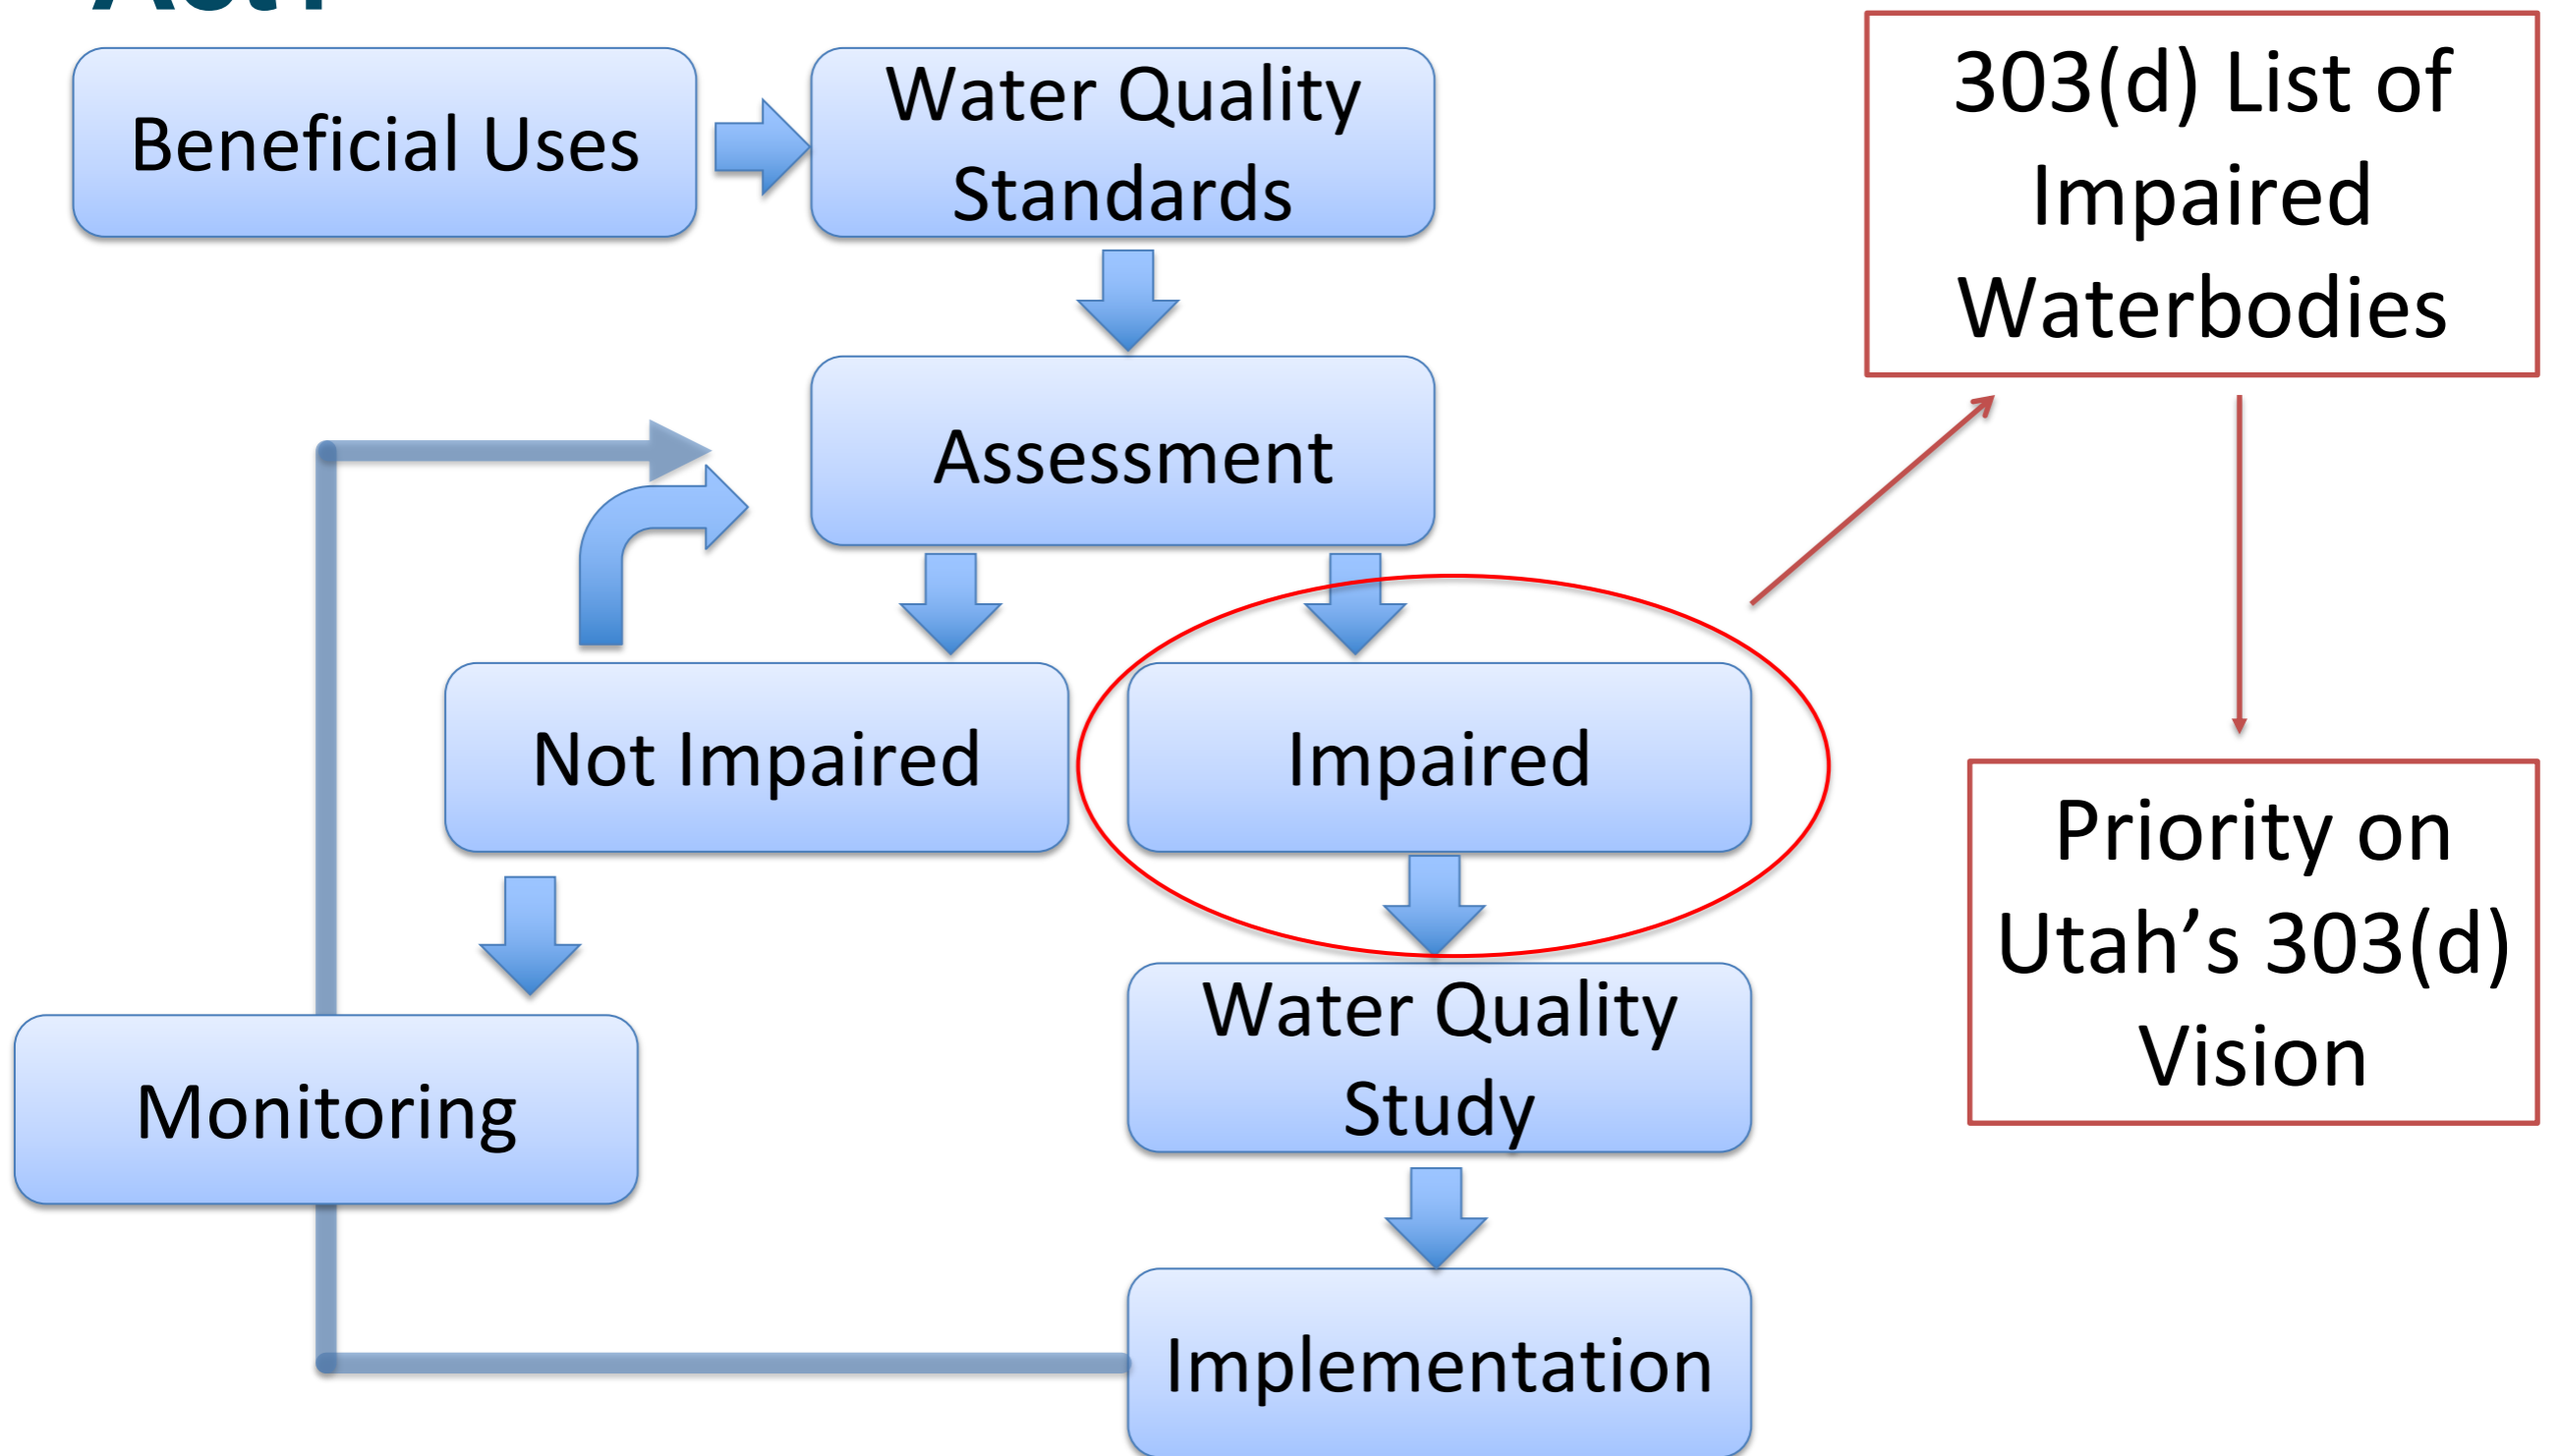 Beneficial Uses
Water Quality
Standards
303(d) List of
Impaired
Waterbodies
Assessment
Not Impaired
Impaired
Priority on
Utah’s 303(d)
Vision
Monitoring
Water Quality
Study
Implementation